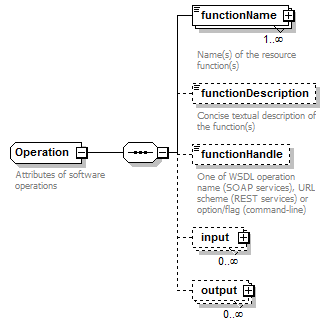 functionName
1..∞
Name(s) of the resource
function(s)
functionDescription
Concise textual description of
the function(s)
Operation
Attributes of software
operations
functionHandle
One of WSDL operation
name (SOAP services), URL
scheme (REST services) or
option/flag (command-line)
input
0..∞
output
0..∞